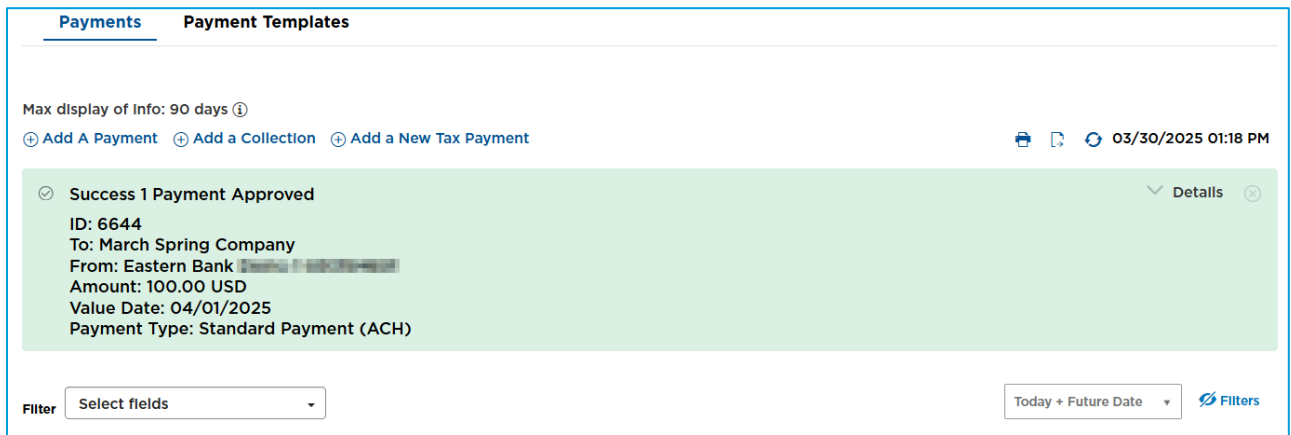 Payments Payment Templates
Max display of Info: 90 days
Add A Payment Add a Collection Add a New Tax Payment 03/30/2025 01:18 PM
Success 1 Payment Approved Details
ID: 6644
To: March Spring Company
From: Eastern Bank
Amount: 100.00 USD
Value Date: 04/01/2025
Payment Type: Standard Payment (ACH)
Filter Select fields Today + Future Date Filters